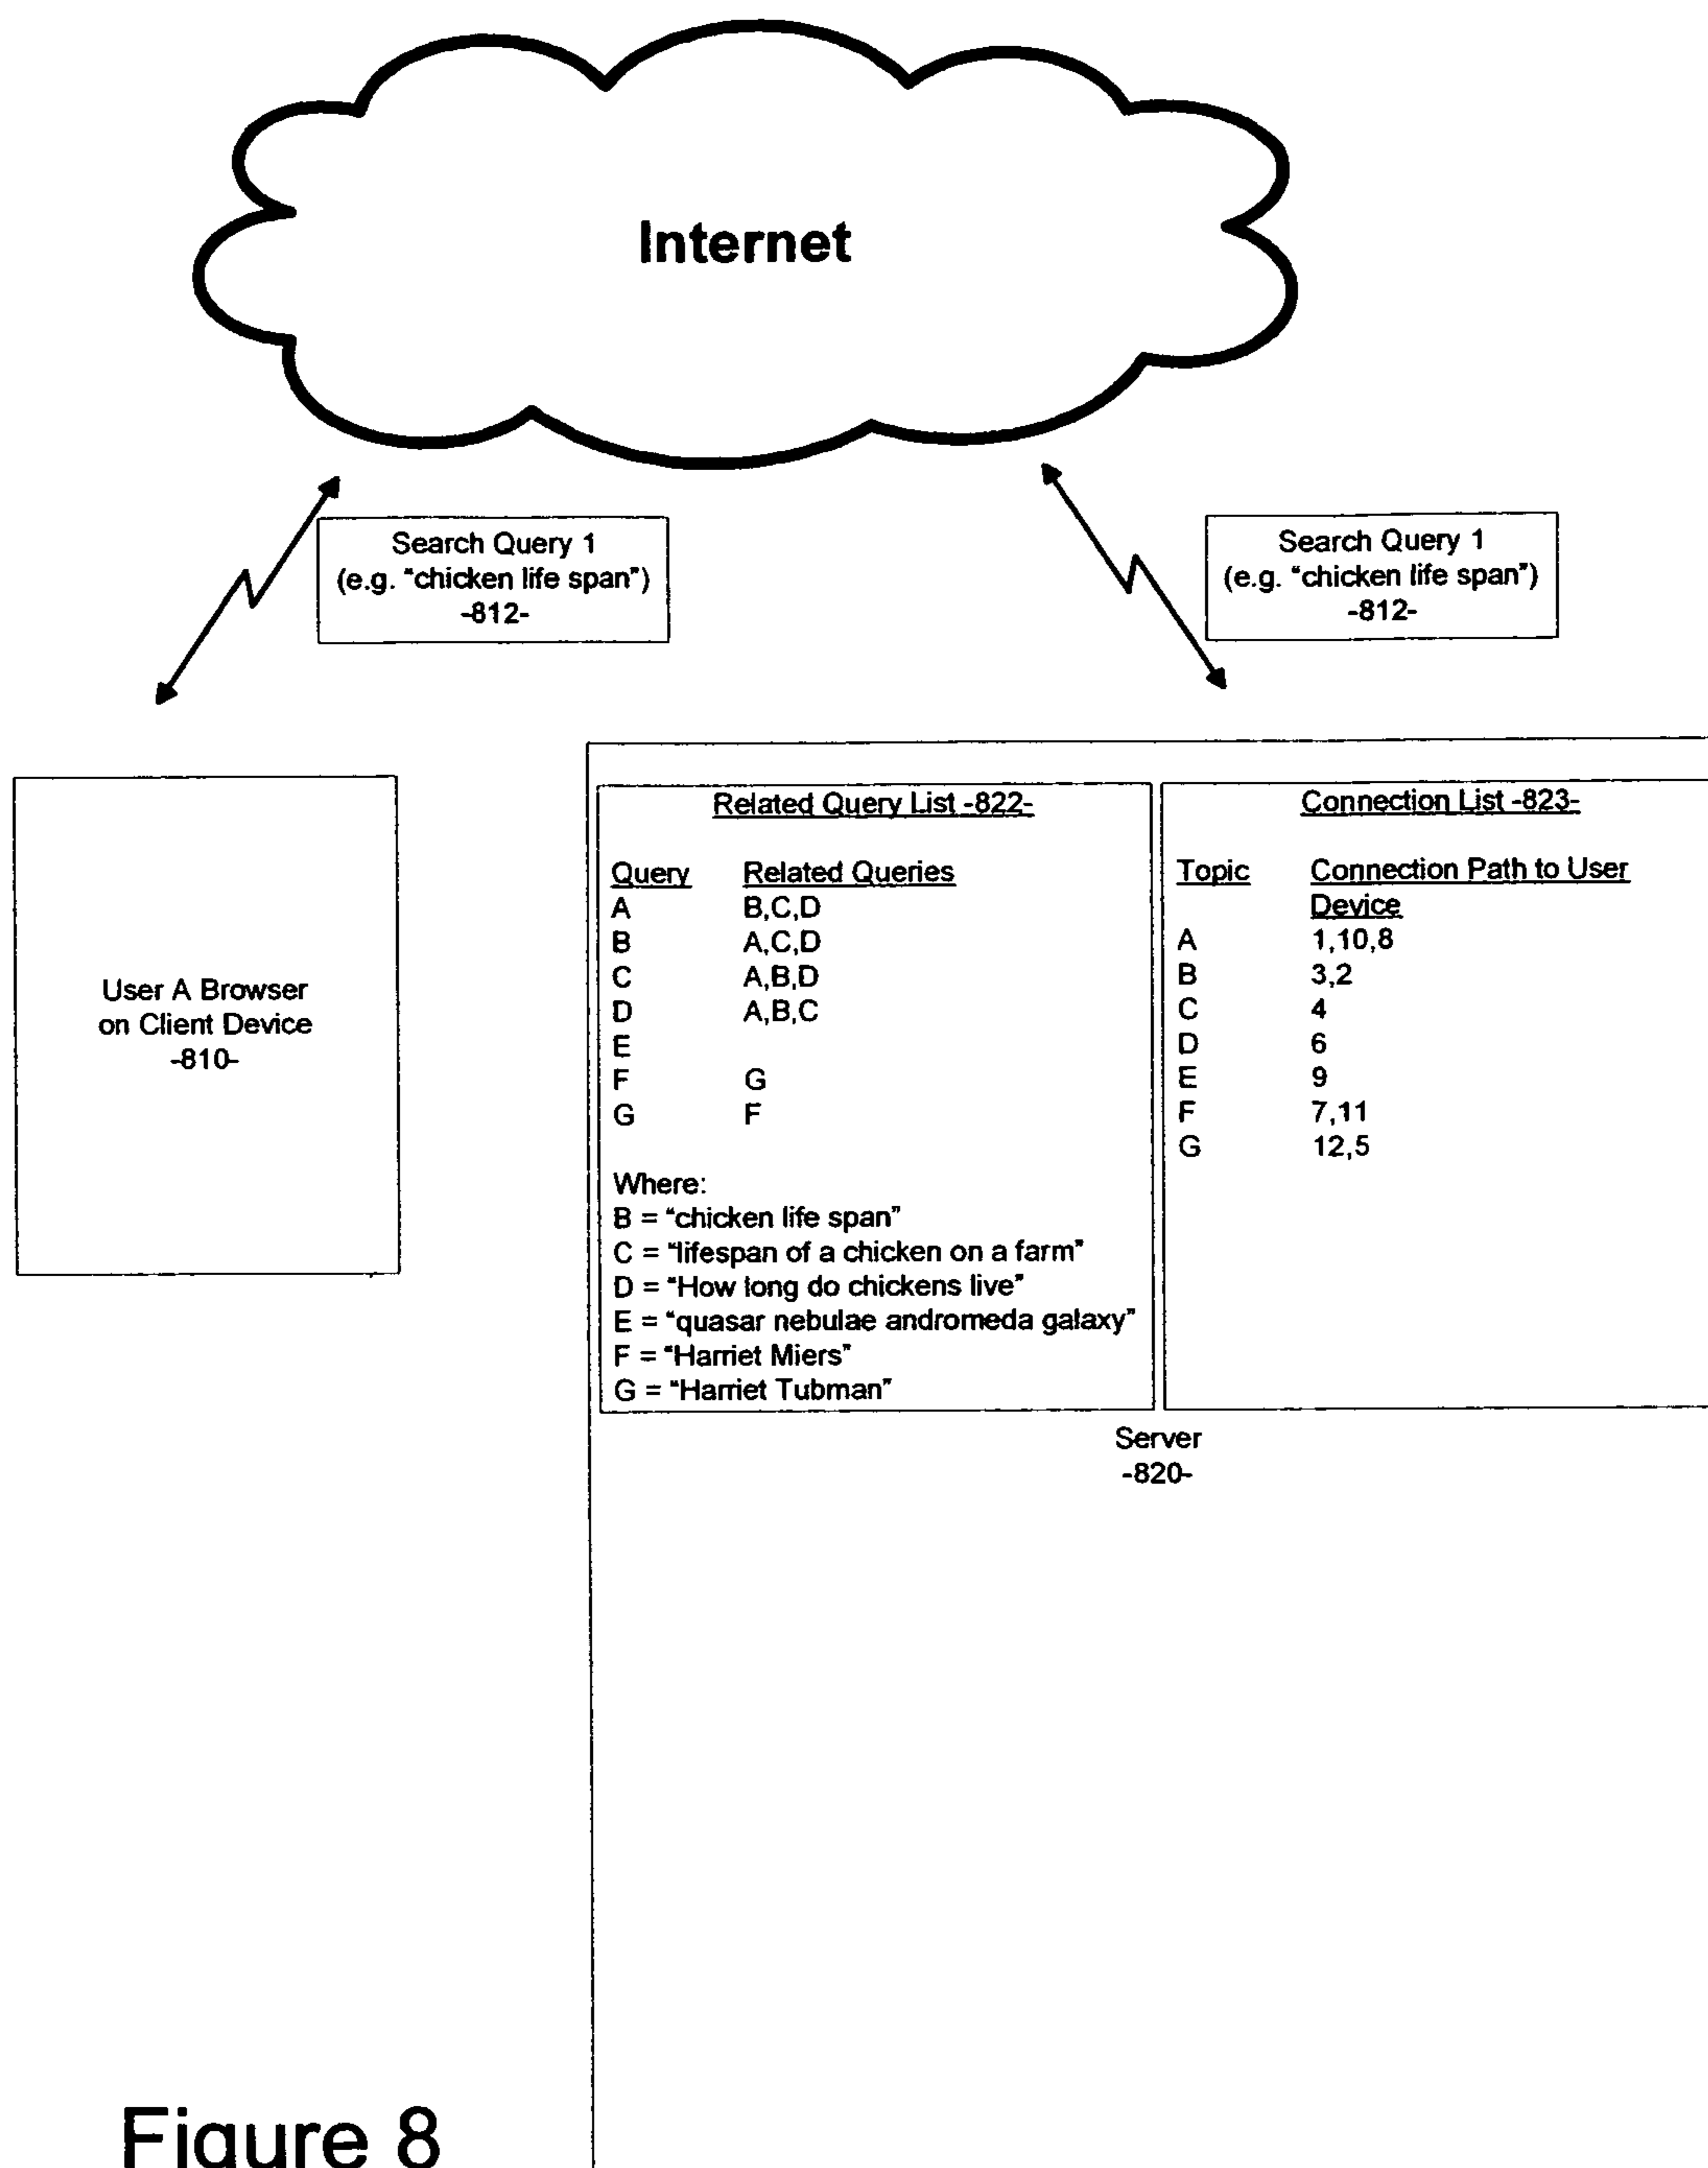 Internet
Search Query 1
(e.g. "chicken life span")
-812-
Search Query 1
(e.g. "chicken life span")
-812-
User A Browser
on Client Device
-810-
Related Query List -822-
Query Related Queries
A B,C,D
B A,C,D
C A,B,D
D A,B,C
E
F G
G F
Where:
B = "chicken life span"
C = "lifespan of a chicken on a farm"
D = "How long do chickens live"
E = "quasar nebulae andromeda galaxy"
F = "Harriet Miers"
G = "Harriet Tubman"
Connection List -823-
Topic Connection Path to User
Device
A 1,10,8
B 3,2
C 4
D 6
E 9
F 7,11
G 12,5
Server
-820-
Figure 8